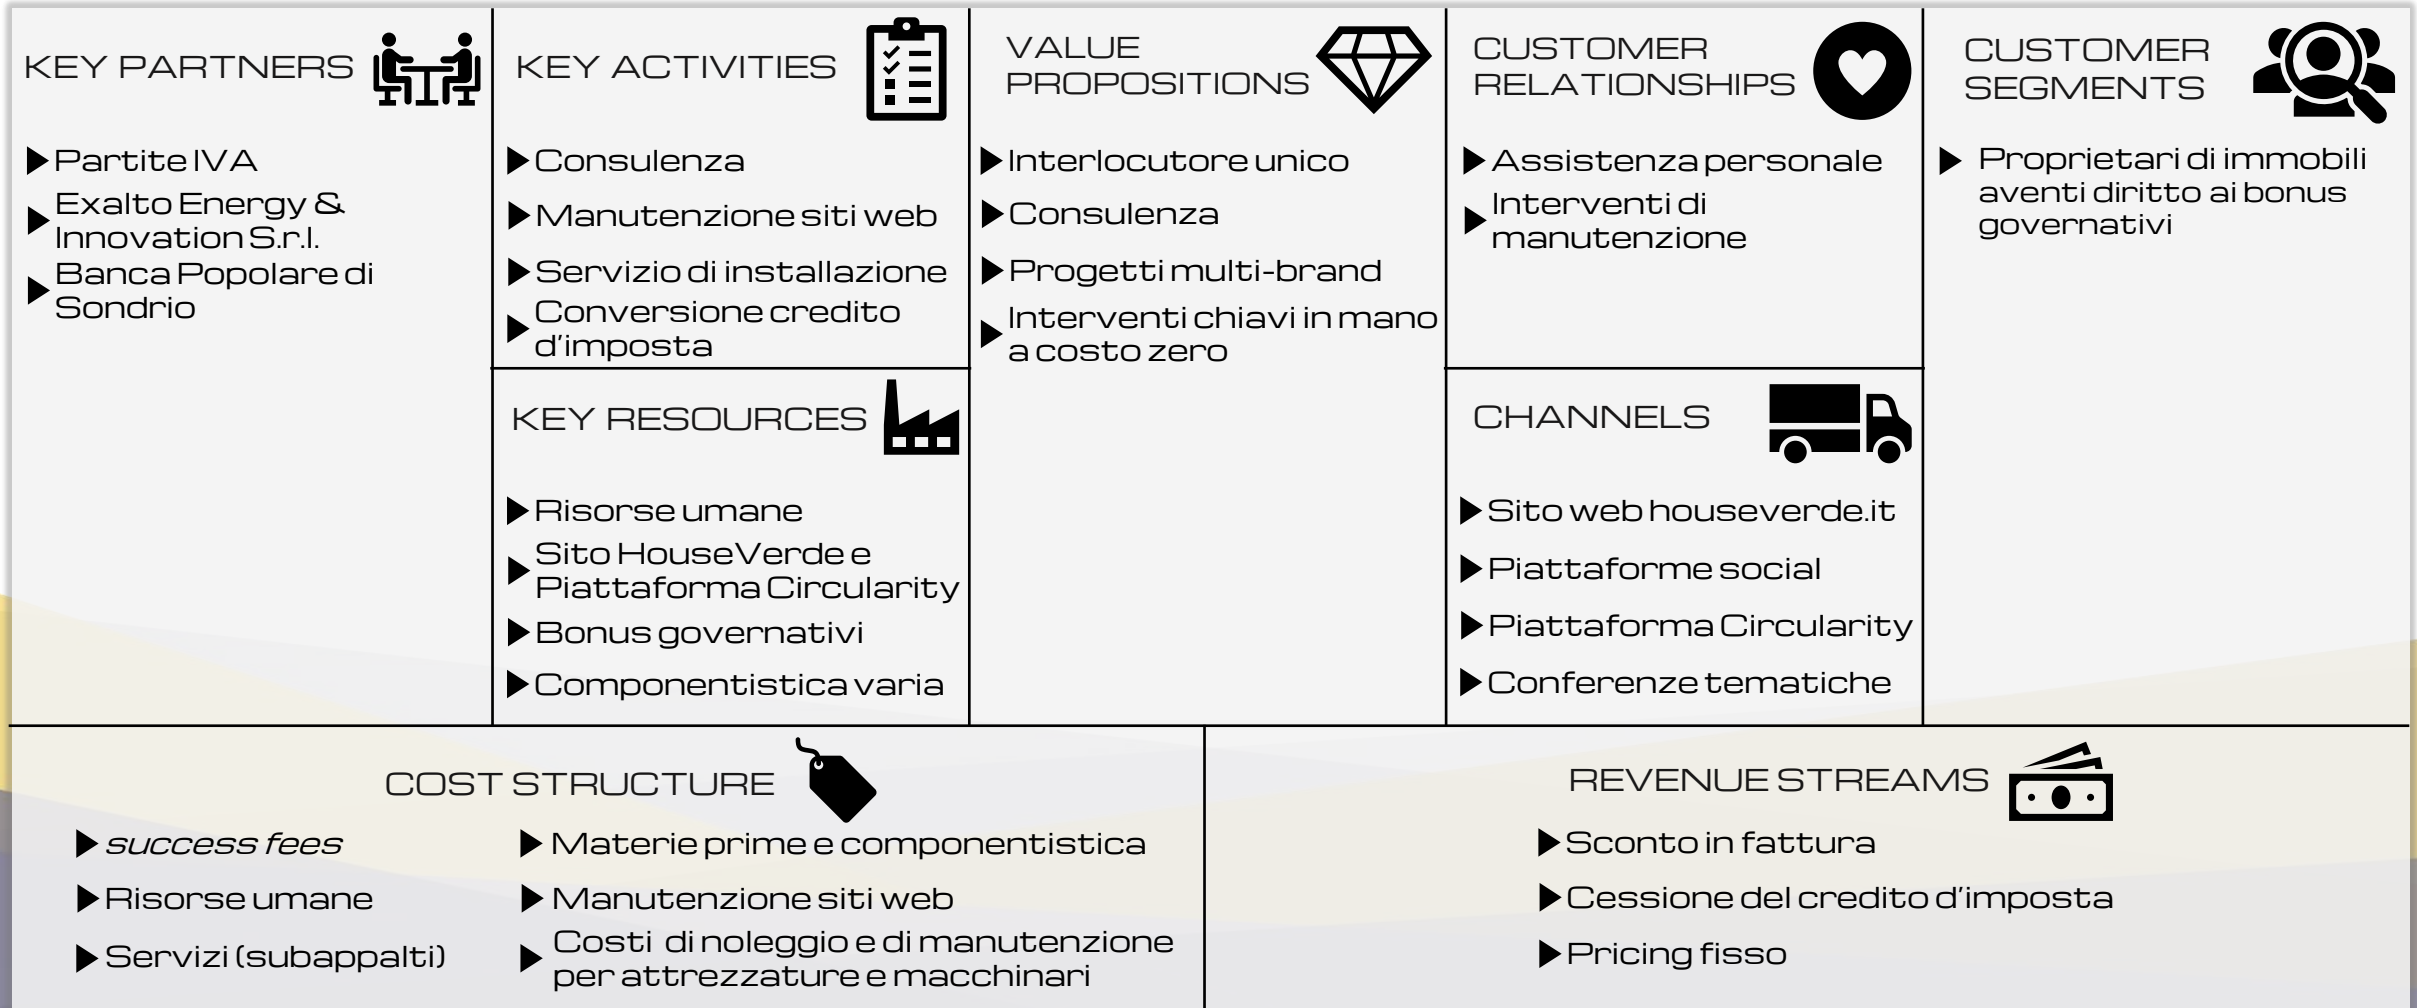 KEY PARTNERS
Partite IVA
Exalto Energy &
Innovation S.r.l.
Banca Popolare di
Sondrio
KEY ACTIVITIES
Consulenza
Manutenzione siti web
Servizio di installazione
Conversione credito
d'imposta
KEY RESOURCES
Risorse umane
Sito HouseVerde e
Piattaforma Circularity
Bonus governativi
Componentistica varia
VALUE
PROPOSITIONS
Interlocutore unico
Consulenza
Progetti multi-brand
Interventi chiavi in mano
a costo zero
CUSTOMER
RELATIONSHIPS
Assistenza personale
Interventi di
manutenzione
CHANNELS
Sito web houseverde.it
Piattaforme social
Piattaforma Circularity
Conferenze tematiche
CUSTOMER
SEGMENTS
Proprietari di immobili
aventi diritto ai bonus
governativi
COST STRUCTURE
success fees
Risorse umane
Servizi (subappalti)
Materie prime e componentistica
Manutenzione siti web
Costi di noleggio e di manutenzione
per attrezzature e macchinari
REVENUE STREAMS
Sconto in fattura
Cessione del credito d'imposta
Pricing fisso